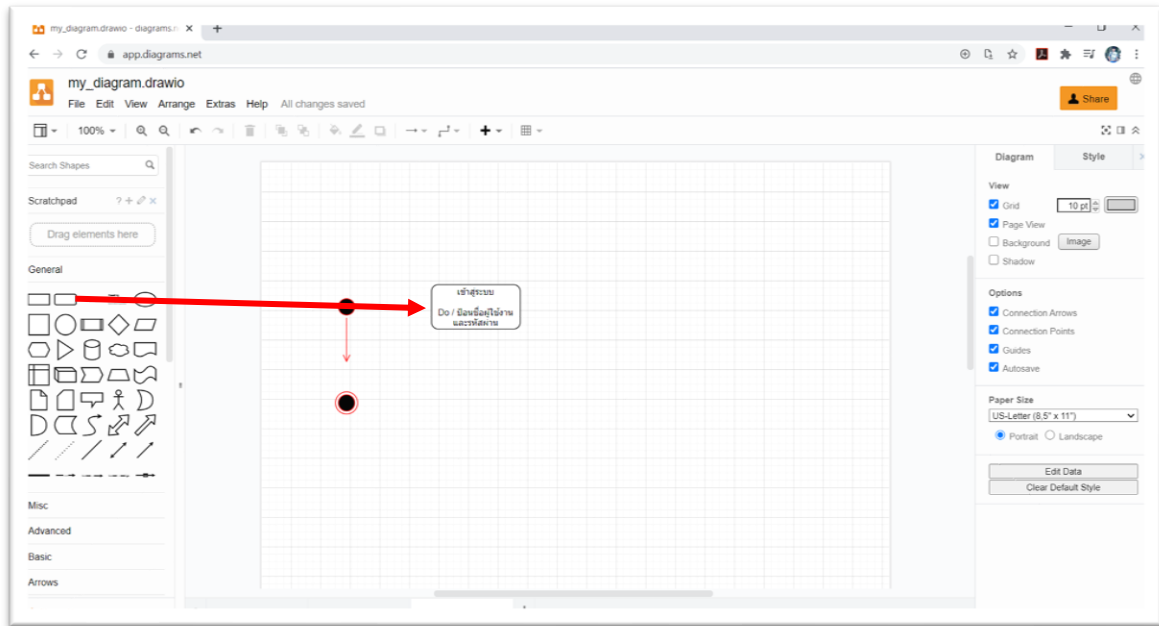 my_diagram.drawio - diagrams.n
app.diagrams.net
my_diagram.drawio
File Edit View Arrange Extras Help All changes saved
Share
100%
Search Shapes
Scratchpad
Drag elements here
General
Misc
Advanced
Basic
Arrows
เข้าสู่ระบบ
Do / ป้อนชื่อผู้ใช้งาน
และรหัสผ่าน
Diagram Style
View
Grid 10 pt
Page View
Background Image
Shadow
Options
Connection Arrows
Connection Points
Guides
Autosave
Paper Size
US-Letter (8,5" x 11")
Portrait Landscape
Edit Data
Clear Default Style